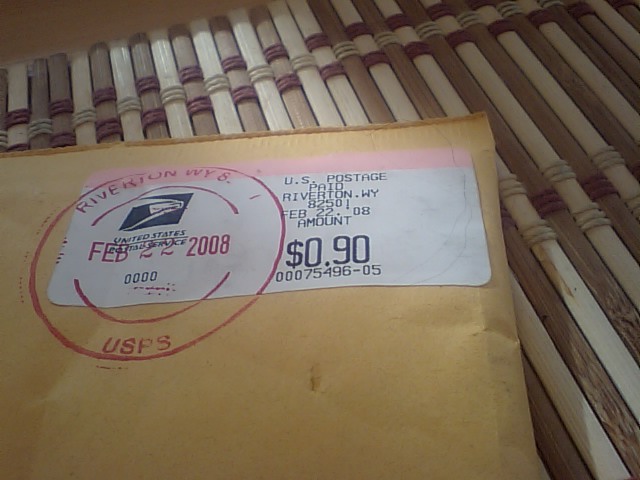 RIVERTON WY 8
UNITED STATES
POSTAL SERVICE
FEB 22 2008
0000
USPS
U.S. POSTAGE
PAID
RIVERTON.WY
82501
FEB 22.'08
AMOUNT
$0.90
00075496-05